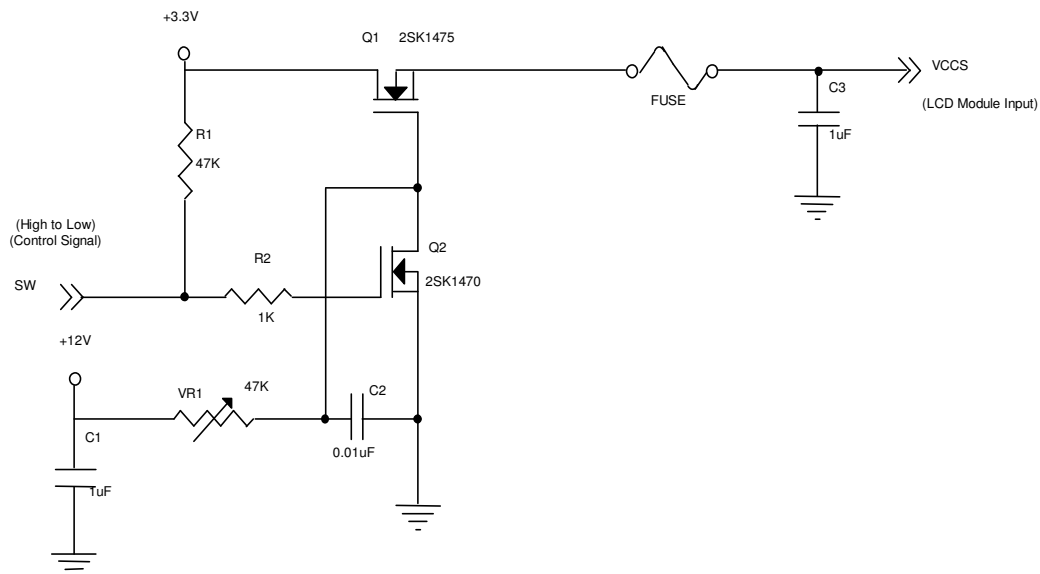 +3.3V
Q1 2SK1475
FUSE
VCCS
(LCD Module Input)
C3
1uF
R1
47K
(High to Low)
(Control Signal)
SW
R2
1K
Q2
2SK1470
+12V
VR1
47K
C2
0.01uF
C1
1uF